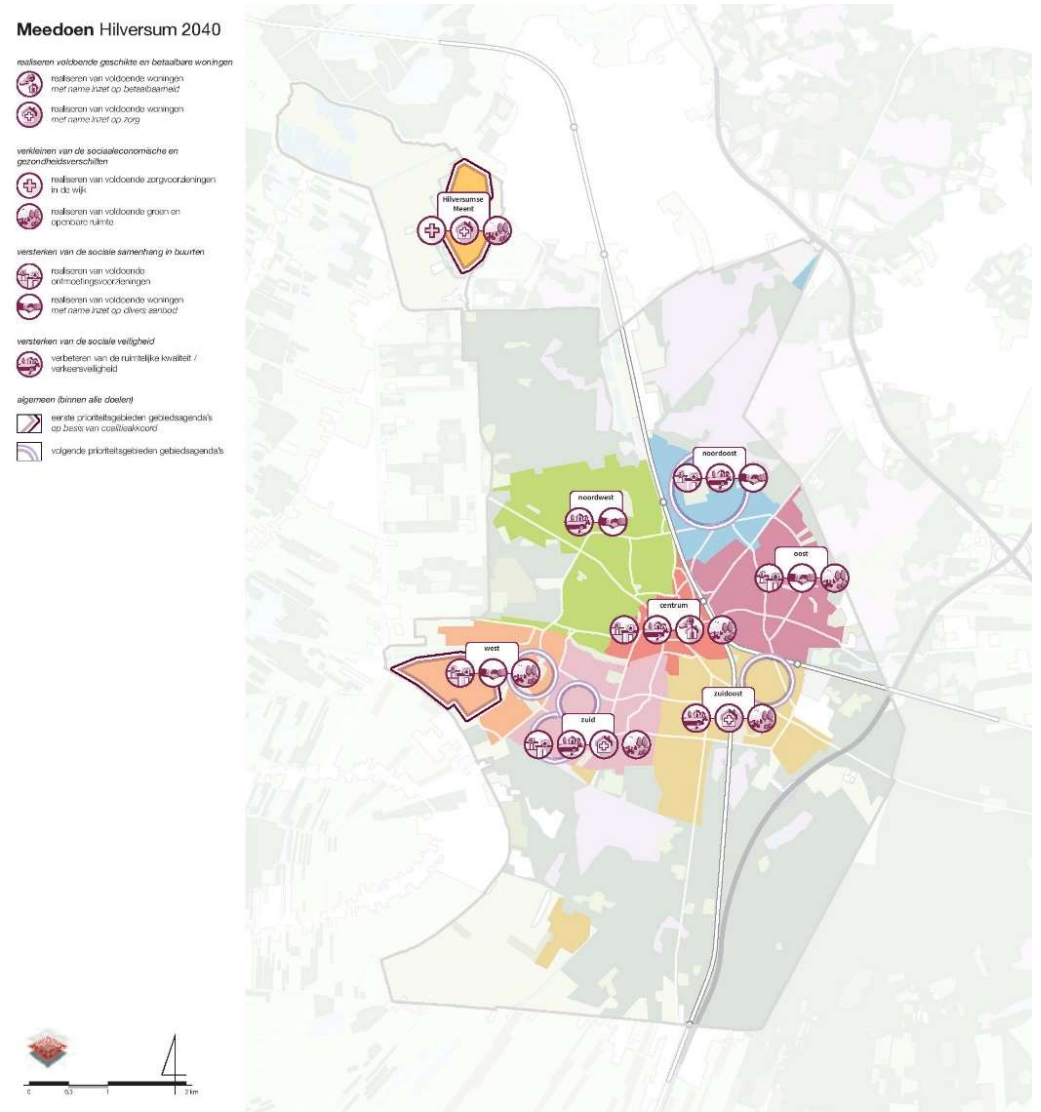 Meedoen Hilversum 2040
realiseren voldoende geschikte en betaalbare woningen
realiseren van voldoende woningen
met name inzet op betaalbaarheid
realiseren van voldoende woningen
met name inzet op zorg
verkleinen van de sociaaleconomische en
gezondheidsverschillen
realiseren van voldoende zorgvoorzieningen
in de wijk
realiseren van voldoende groen en
openbare ruimte
versterken van de sociale samenhang in buurten
realiseren van voldoende
ontmoetingsvoorzieningen
realiseren van voldoende woningen
met name inzet op divers aanbod
versterken van de sociale veiligheid
verbeteren van de ruimtelijke kwaliteit /
verkeersveiligheid
algemeen (binnen alle doelen)
eerste prioriteitsgebieden gebiedsagenda's
op basis van coalitieakkoord
volgende prioriteitsgebieden gebiedsagenda's
Hilversumse
Meent
noordoost
noordwest
oost
centrum
west
zuidoost
zuid
0 0,5 1 2 km